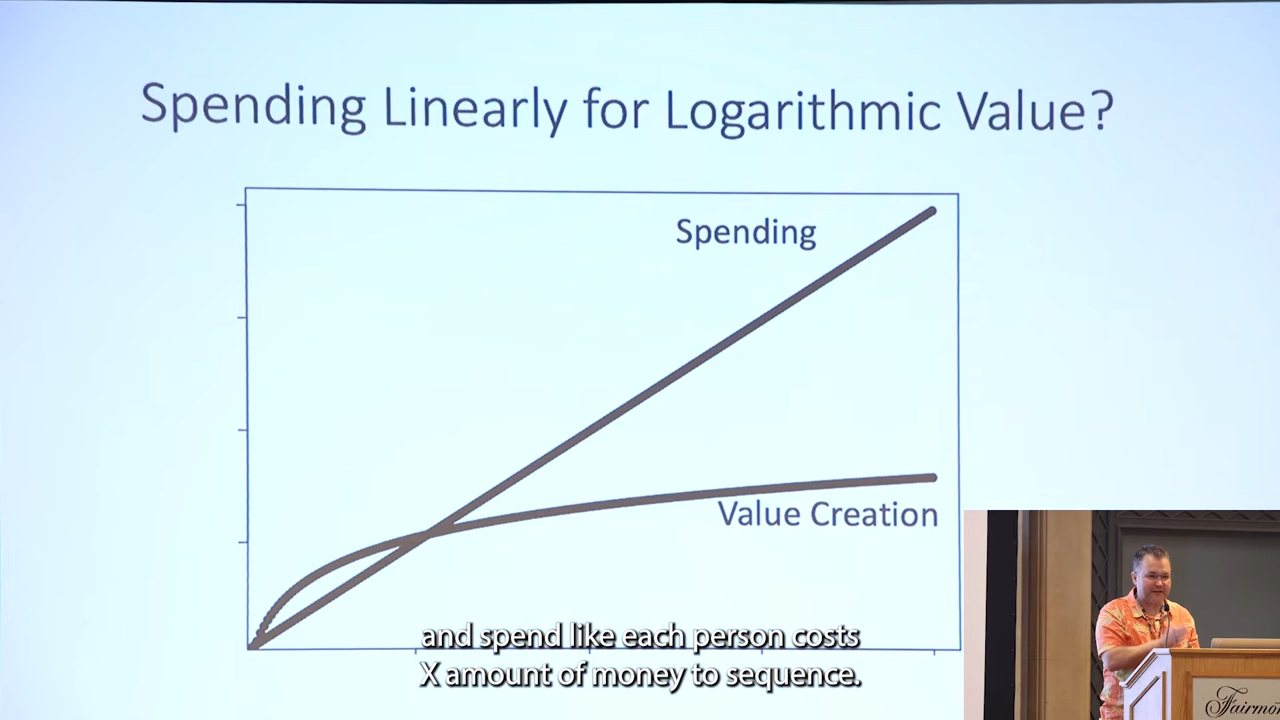 Spending Linearly for Logarithmic Value?
Spending
Value Creation
and spend like each person costs
X amount of money to sequence.